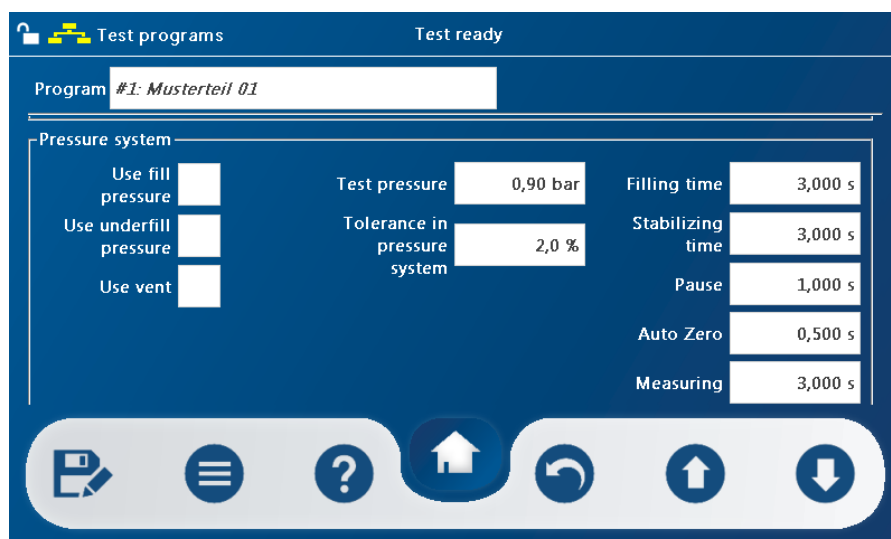 Test programs
Test ready
Program #1: Musterteil 01
Pressure system
Use fill
pressure
Use underfill
pressure
Use vent
Test pressure 0,90 bar
Tolerance in
pressure
system
2,0 %
Filling time 3,000 s
Stabilizing
time
3,000 s
Pause 1,000 s
Auto Zero 0,500 s
Measuring 3,000 s
?